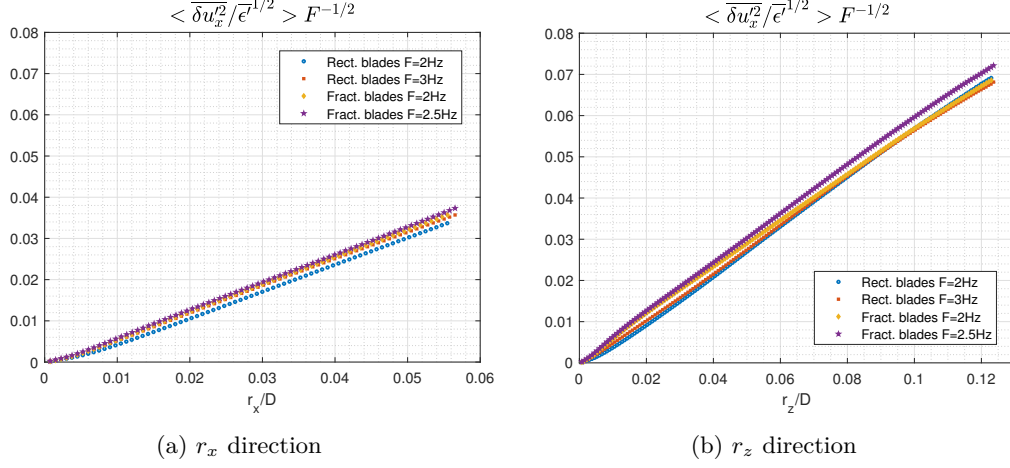 < \overline{\delta u_x'^2}/\overline{\epsilon'}^{1/2} > F^{-1/2}
0.08
0.07
0.06
0.05
0.04
0.03
0.02
0.01
0
Rect. blades F=2Hz
Rect. blades F=3Hz
Fract. blades F=2Hz
Fract. blades F=2.5Hz
0 0.01 0.02 0.03 0.04 0.05 0.06
r_x/D
(a) r_x direction
< \overline{\delta u_x'^2}/\overline{\epsilon'}^{1/2} > F^{-1/2}
0.08
0.07
0.06
0.05
0.04
0.03
0.02
0.01
0
Rect. blades F=2Hz
Rect. blades F=3Hz
Fract. blades F=2Hz
Fract. blades F=2.5Hz
0 0.02 0.04 0.06 0.08 0.1 0.12
r_z/D
(b) r_z direction